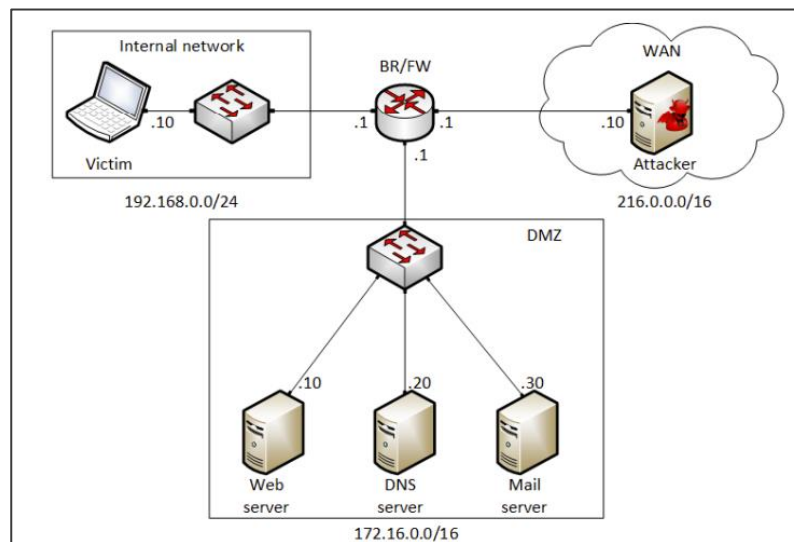 Internal network
BR/FW
WAN
.10
.1
.1
.10
Victim
.1
Attacker
192.168.0.0/24
216.0.0.0/16
DMZ
.10
.20
.30
Web
server
DNS
server
Mail
server
172.16.0.0/16